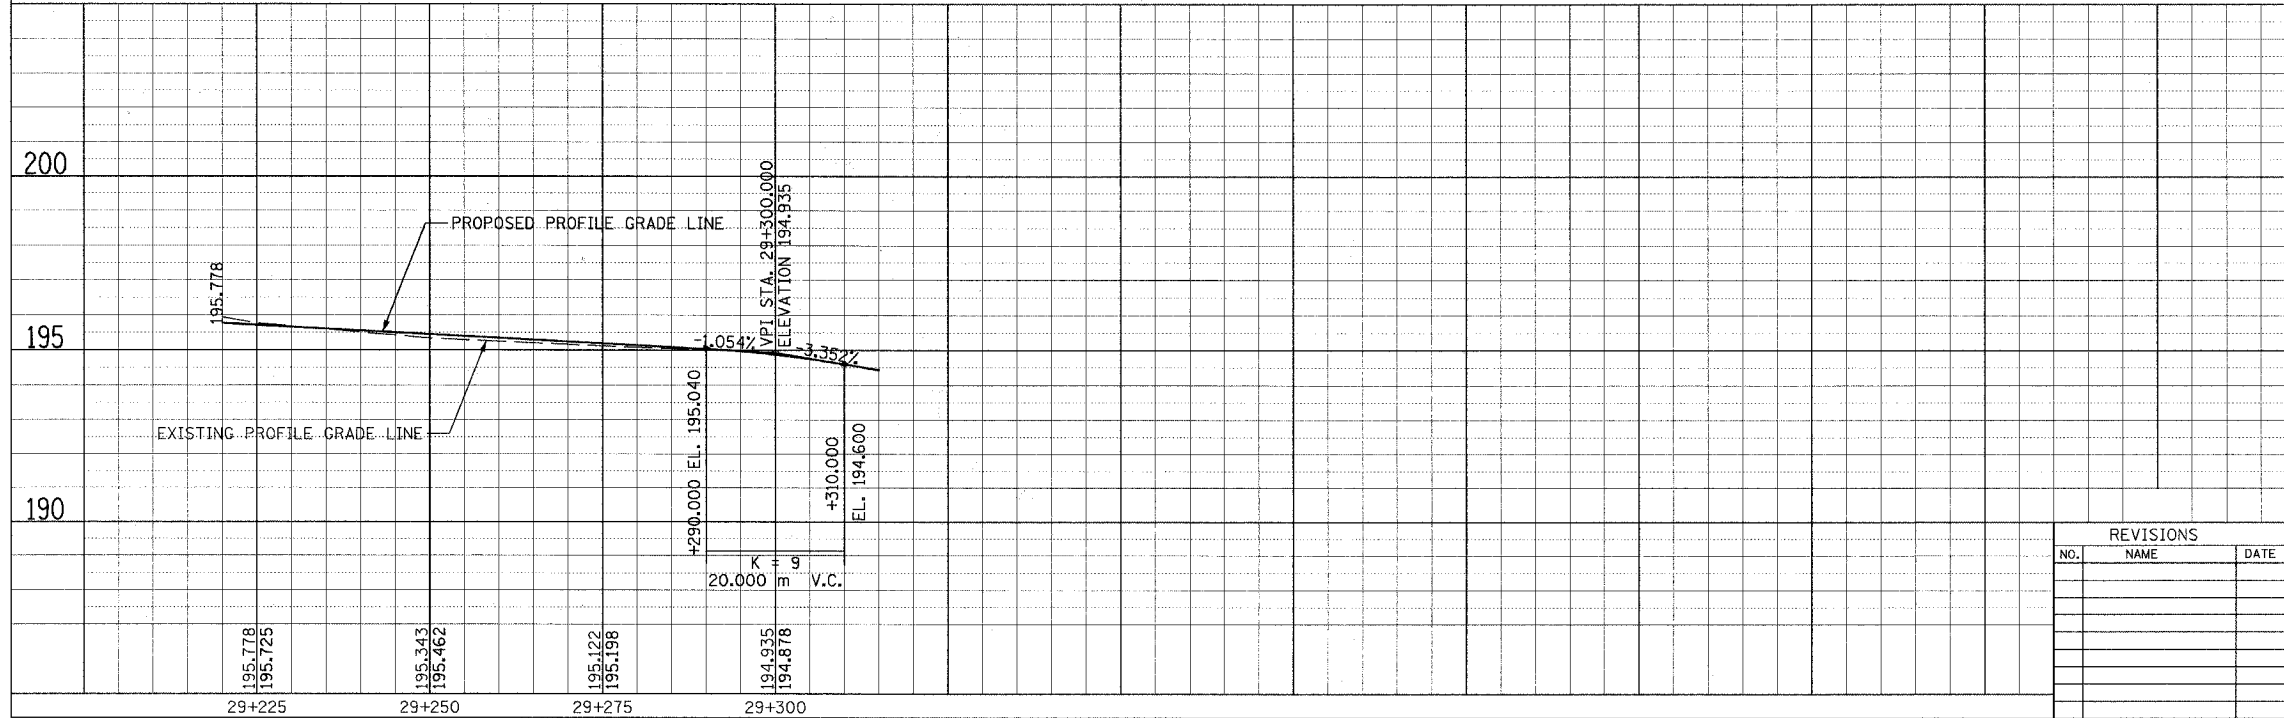 200
195
190
195.778
PROPOSED PROFILE GRADE LINE
EXISTING PROFILE GRADE LINE
VPI STA. 29+300.000
ELEVATION 194.935
-1.054%
-3.352%
+290.000 EL. 195.040
+310.000
EL. 194.600
K = 9
20.000 m V.C.
195.778
195.725
195.343
195.462
195.122
195.198
194.935
194.878
29+225
29+250
29+275
29+300
REVISIONS
NO. NAME DATE